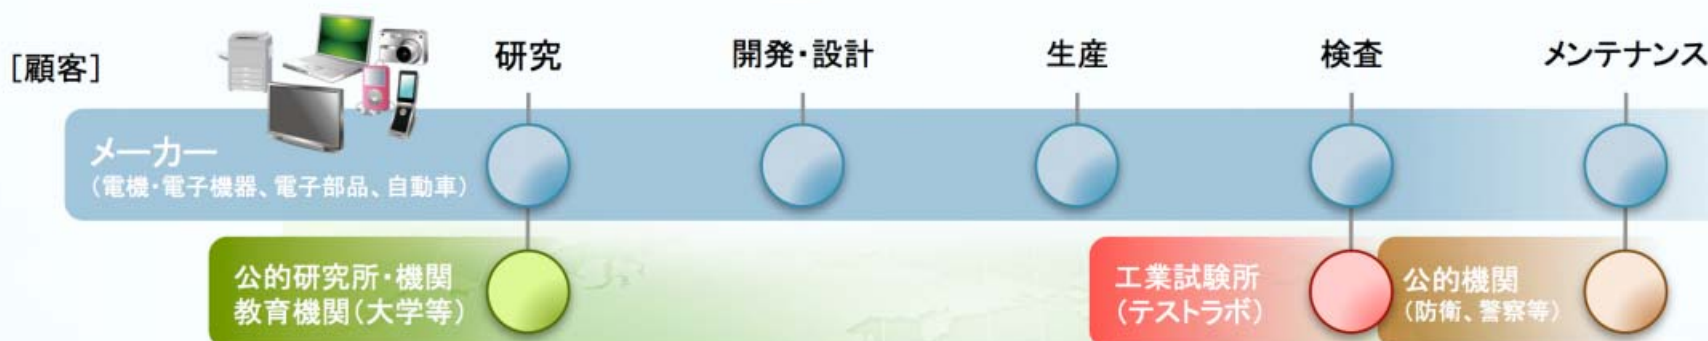 [顧客]
研究
開発・設計
生産
検査
メンテナンス
メーカー
（電機・電子機器、電子部品、自動車）
公的研究所・機関
教育機関（大学等）
工業試験所
（テストラボ）
公的機関
（防衛、警察等）